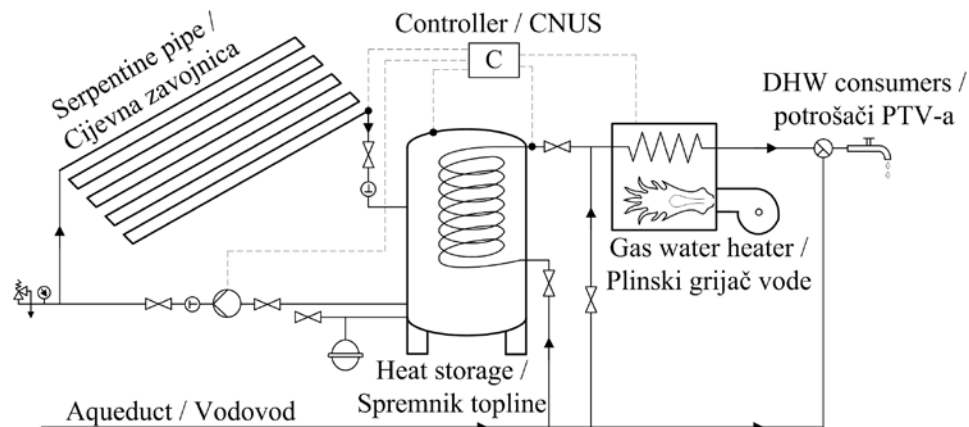 Controller / CNUS
C
Serpentine pipe /
Cijevna zavojnica
DHW consumers /
potrošači PTV-a
Gas water heater /
Plinski grijač vode
Heat storage /
Spremnik topline
Aqueduct / Vodovod